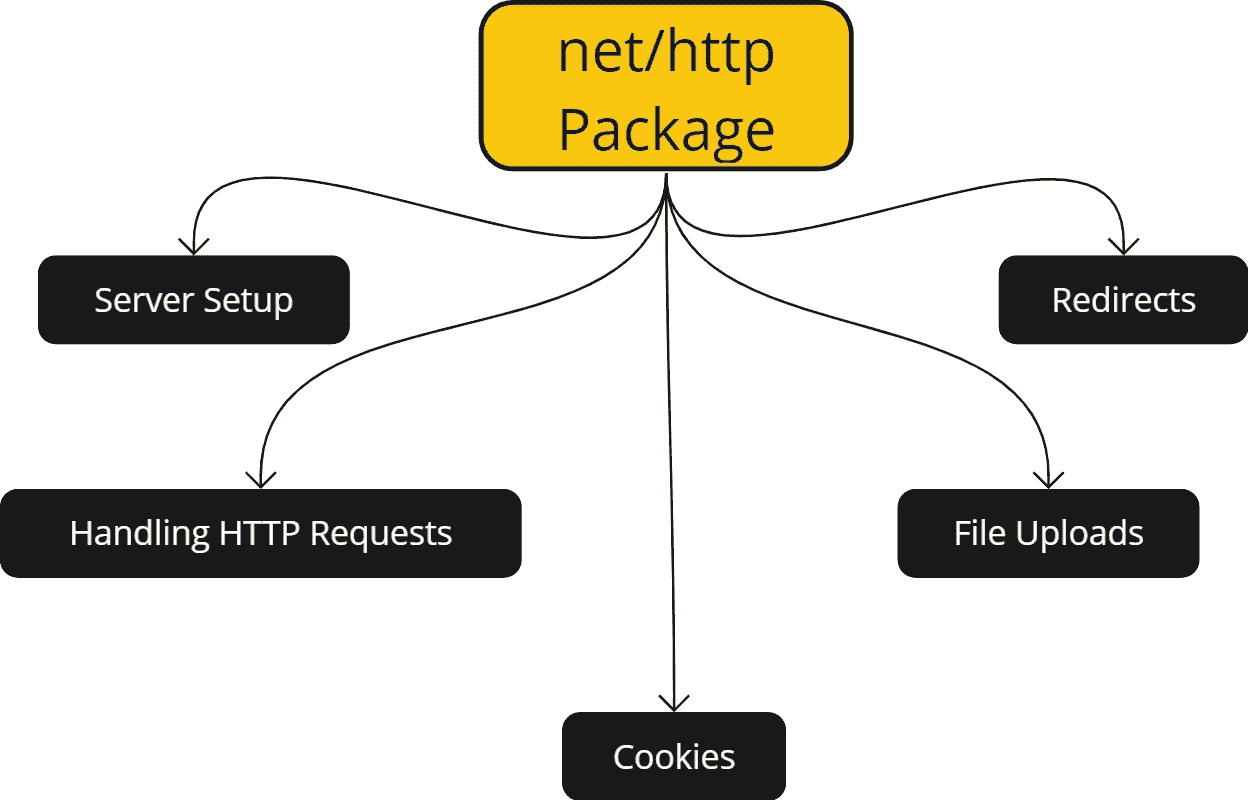 net/http
Package
Server Setup
Redirects
Handling HTTP Requests
File Uploads
Cookies